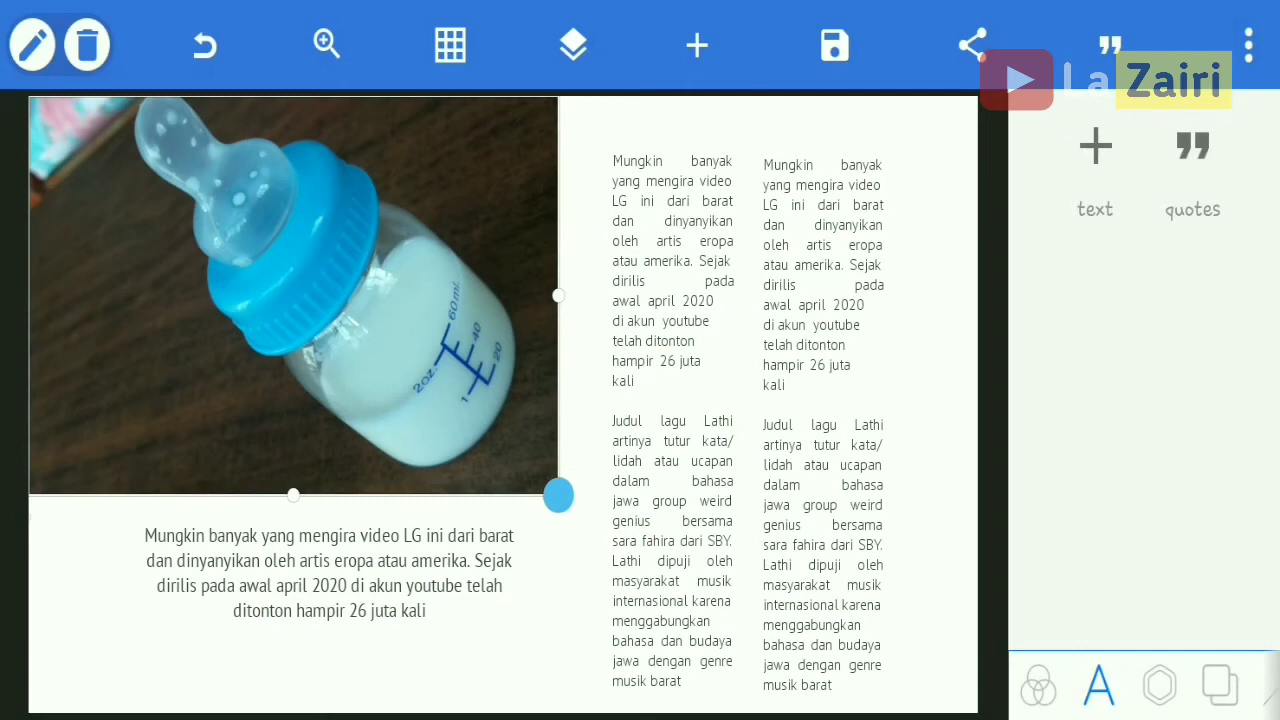 La Zairi
text quotes
60ml.
40
20
2oz.
1
Mungkin banyak yang mengira video LG ini dari barat
dan dinyanyikan oleh artis eropa atau amerika. Sejak
dirilis pada awal april 2020 di akun youtube telah
ditonton hampir 26 juta kali
Mungkin banyak
yang mengira video
LG ini dari barat
dan dinyanyikan
oleh artis eropa
atau amerika. Sejak
dirilis pada
awal april 2020
di akun youtube
telah ditonton
hampir 26 juta
kali
Judul lagu Lathi
artinya tutur kata/
lidah atau ucapan
dalam bahasa
jawa group weird
genius bersama
sara fahira dari SBY.
Lathi dipuji oleh
masyarakat musik
internasional karena
menggabungkan
bahasa dan budaya
jawa dengan genre
musik barat
Mungkin banyak
yang mengira video
LG ini dari barat
dan dinyanyikan
oleh artis eropa
atau amerika. Sejak
dirilis pada
awal april 2020
di akun youtube
telah ditonton
hampir 26 juta
kali
Judul lagu Lathi
artinya tutur kata/
lidah atau ucapan
dalam bahasa
jawa group weird
genius bersama
sara fahira dari SBY.
Lathi dipuji oleh
masyarakat musik
internasional karena
menggabungkan
bahasa dan budaya
jawa dengan genre
musik barat